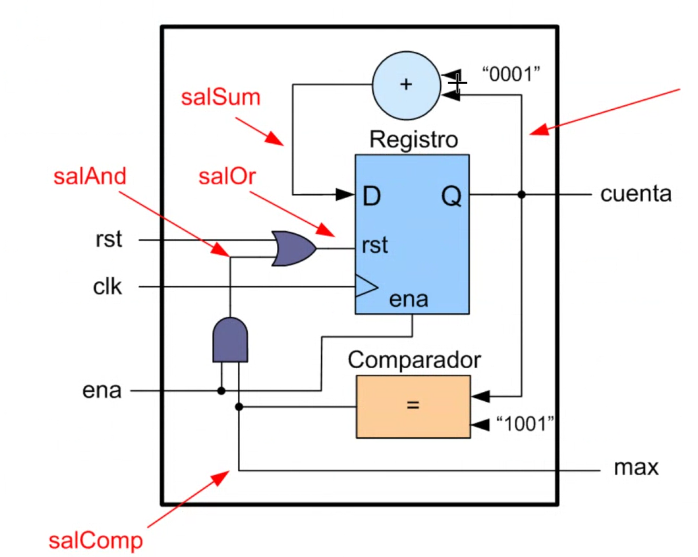 +
“0001”
salSum
Registro
salAnd
salOr
D
Q
cuenta
rst
rst
clk
ena
Comparador
ena
=
“1001”
max
salComp